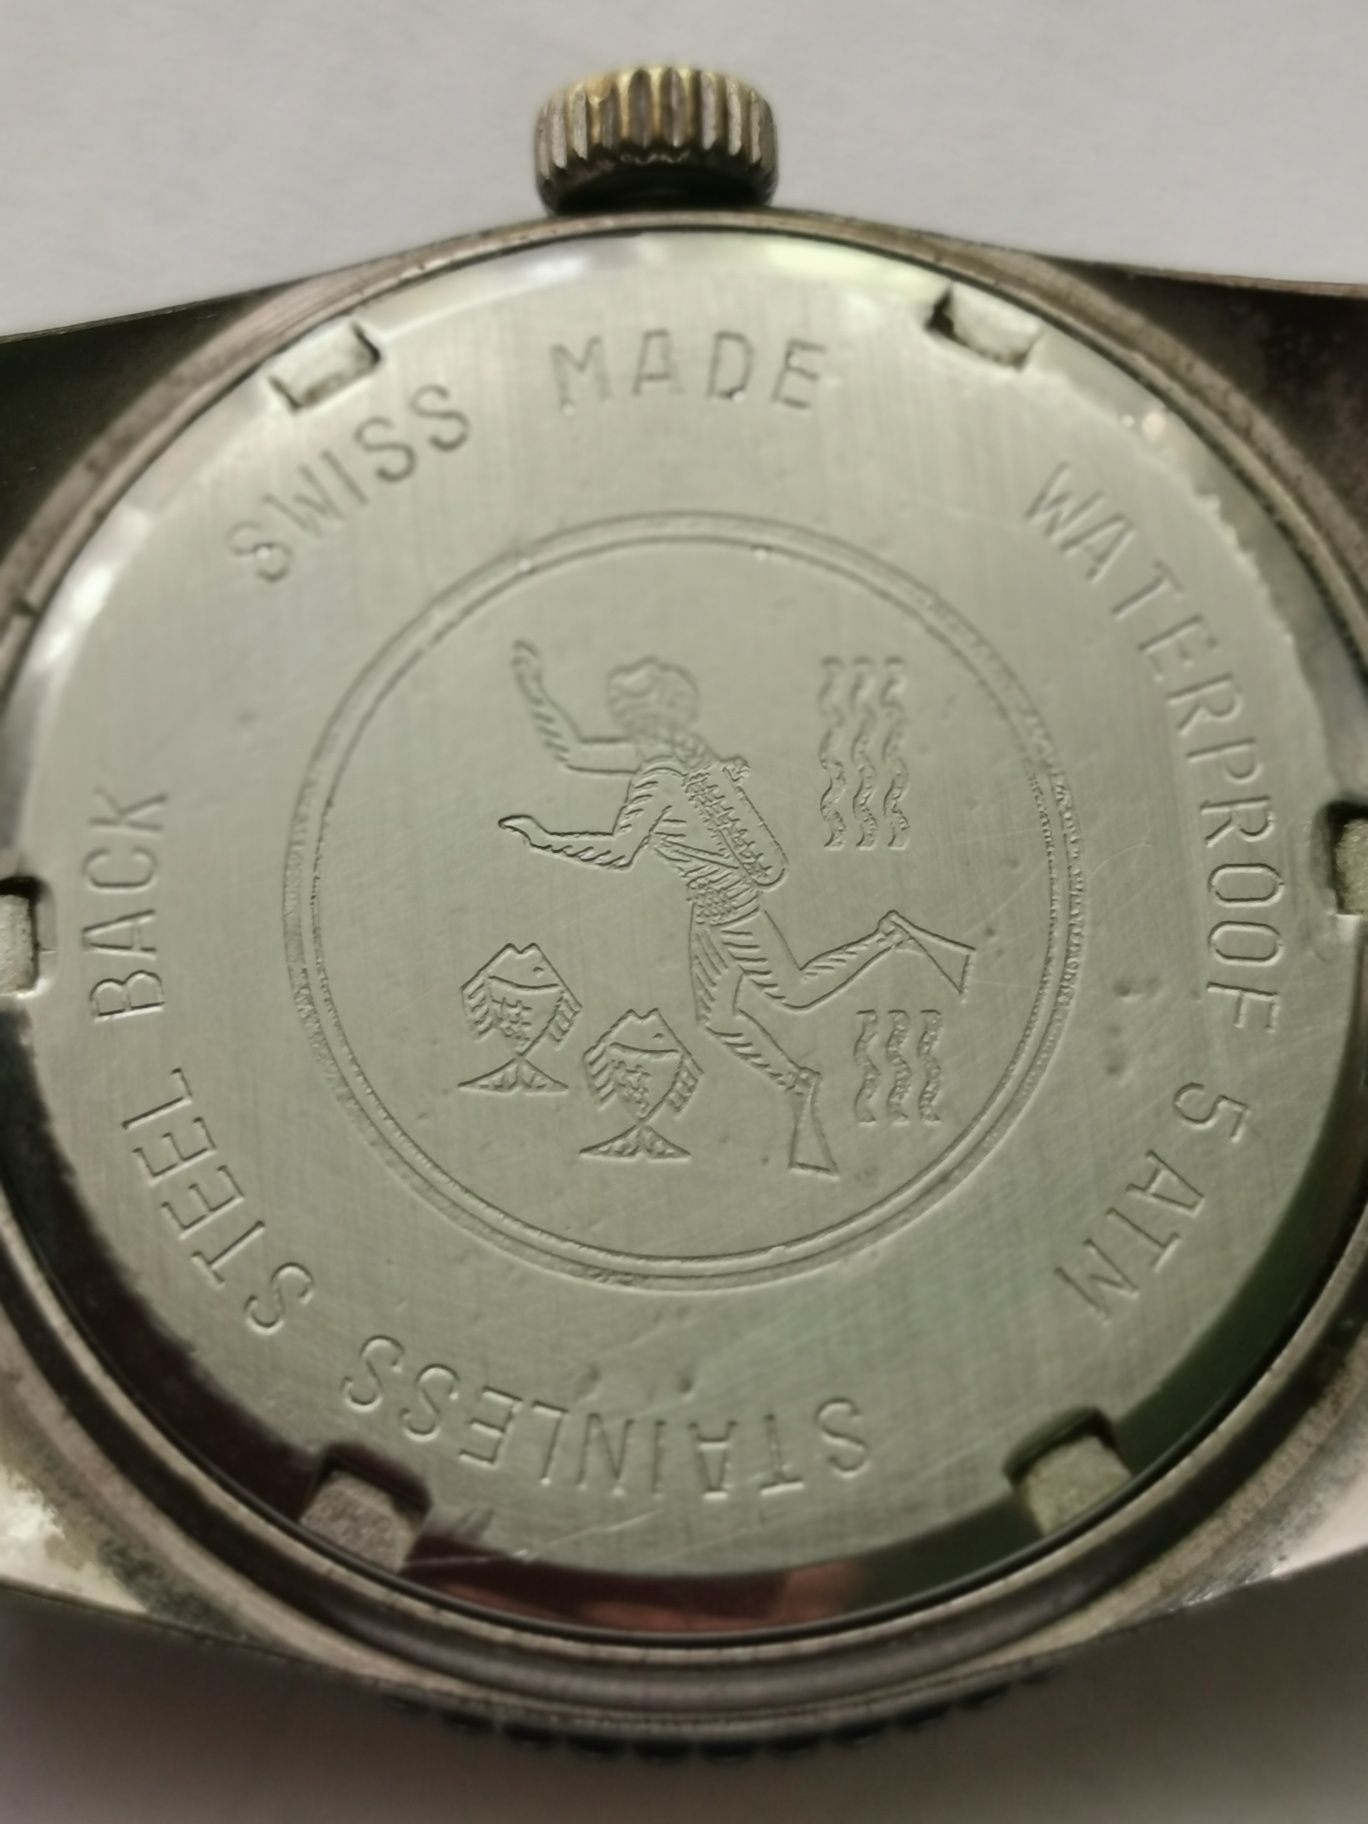 SWISS MADE
WATERPROOF 5 ATM
STAINLESS STEEL BACK